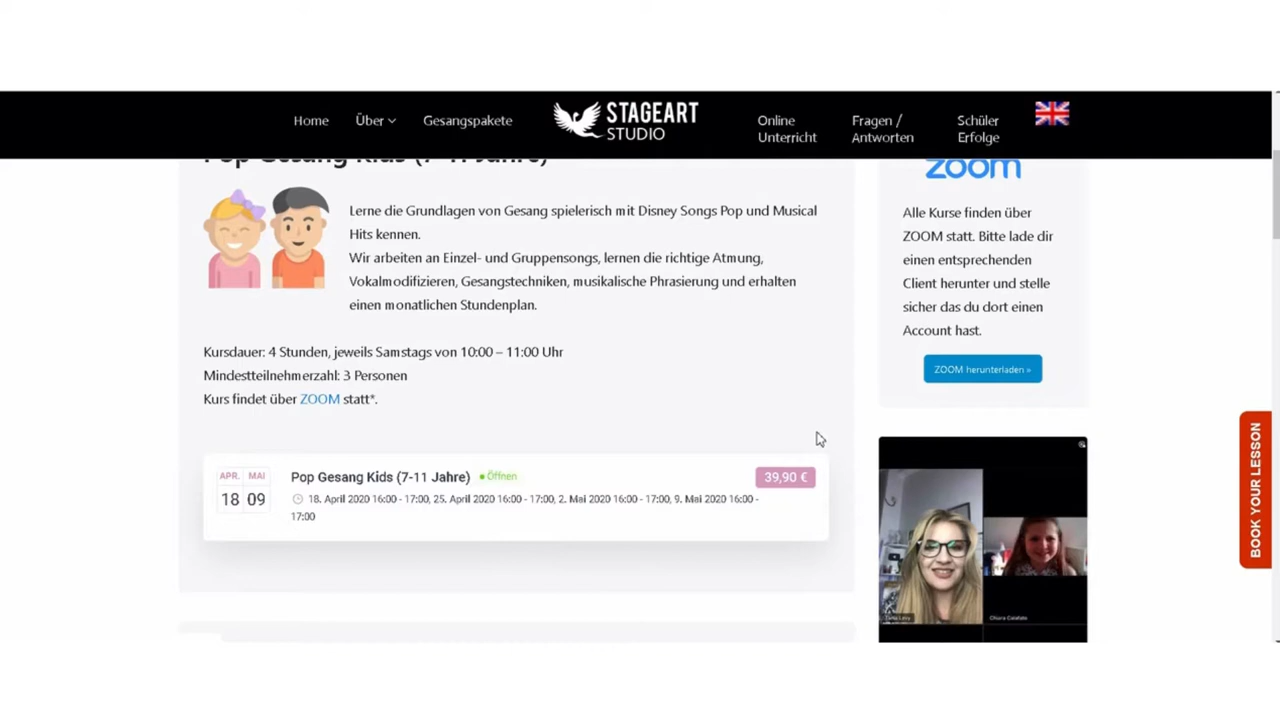 Home
Über
Gesangspakete
STAGEART
STUDIO
Online
Unterricht
Fragen /
Antworten
Schüler
Erfolge
Pop Gesang Kids (7-11 Jahre)
Lerne die Grundlagen von Gesang spielerisch mit Disney Songs Pop und Musical
Hits kennen.
Wir arbeiten an Einzel- und Gruppensongs, lernen die richtige Atmung,
Vokalmodifizieren, Gesangstechniken, musikalische Phrasierung und erhalten
einen monatlichen Stundenplan.
Kursdauer: 4 Stunden, jeweils Samstags von 10:00 – 11:00 Uhr
Mindestteilnehmerzahl: 3 Personen
Kurs findet über ZOOM statt*.
APR. MAI
18 09
Pop Gesang Kids (7-11 Jahre) Öffnen
39,90 €
18. April 2020 16:00 - 17:00, 25. April 2020 16:00 - 17:00, 2. Mai 2020 16:00 - 17:00, 9. Mai 2020 16:00 -
17:00
zoom
Alle Kurse finden über
ZOOM statt. Bitte lade dir
einen entsprechenden
Client herunter und stelle
sicher das du dort einen
Account hast.
ZOOM herunterladen »
BOOK YOUR LESSON